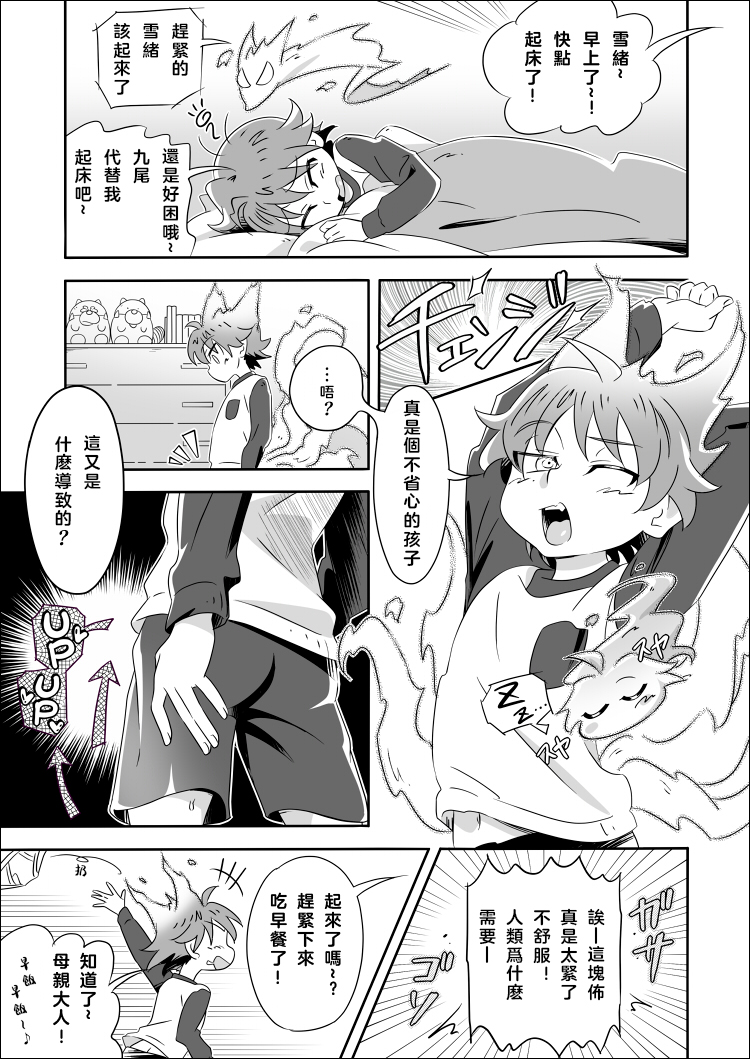 雪緒~
早上了~!
快點
起床了!
趕緊的
雪緒
該起來了
還是好困哦~
九尾
代替我
起床吧~
チェンジ
真是個不省心的孩子
スヤ
Z
Z...
スヤ
…唔?
這又是
什麼導致的?
UP
UP
ガサ
ゴソ
誒ー這塊佈
真是太緊了
不舒服!
人類爲什麽
需要ー
起來了嗎~?
趕緊下來
吃早餐了!
扔
知道了~
母親大人!
早飯
早飯~♪